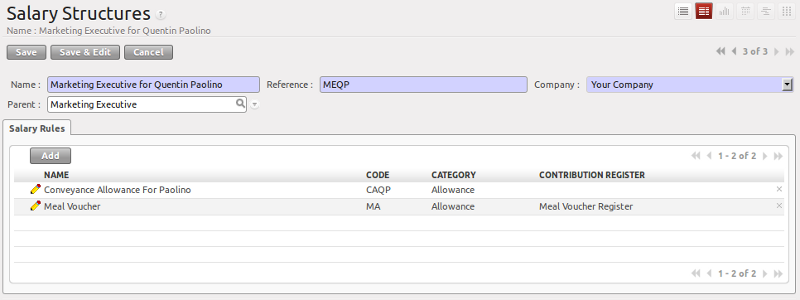 Salary Structures ?
Name : Marketing Executive for Quentin Paolino
Save Save & Edit Cancel 3 of 3
Name : Marketing Executive for Quentin Paolino Reference : MEQP Company : Your Company
Parent : Marketing Executive
Salary Rules
Add 1 - 2 of 2
NAME CODE CATEGORY CONTRIBUTION REGISTER
Conveyance Allowance For Paolino CAQP Allowance
Meal Voucher MA Allowance Meal Voucher Register
1 - 2 of 2